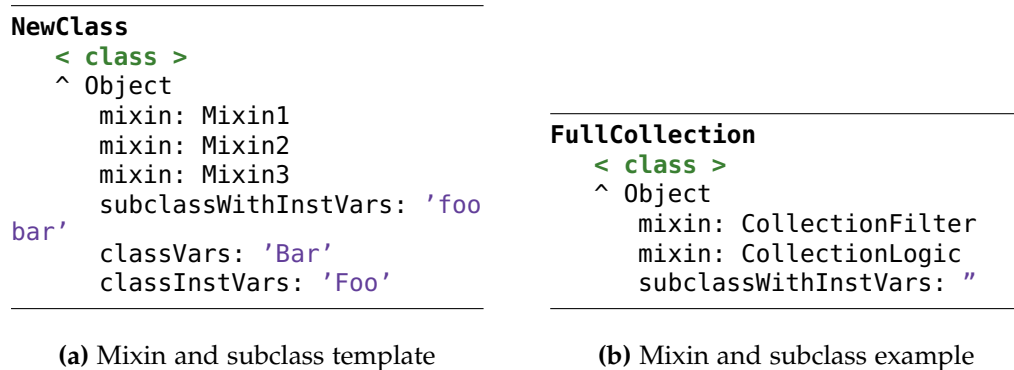 NewClass
< class >
^ Object
mixin: Mixin1
mixin: Mixin2
mixin: Mixin3
subclassWithInstVars: ’foo
bar’
classVars: ’Bar’
classInstVars: ’Foo’
(a) Mixin and subclass template
FullCollection
< class >
^ Object
mixin: CollectionFilter
mixin: CollectionLogic
subclassWithInstVars: ”
(b) Mixin and subclass example